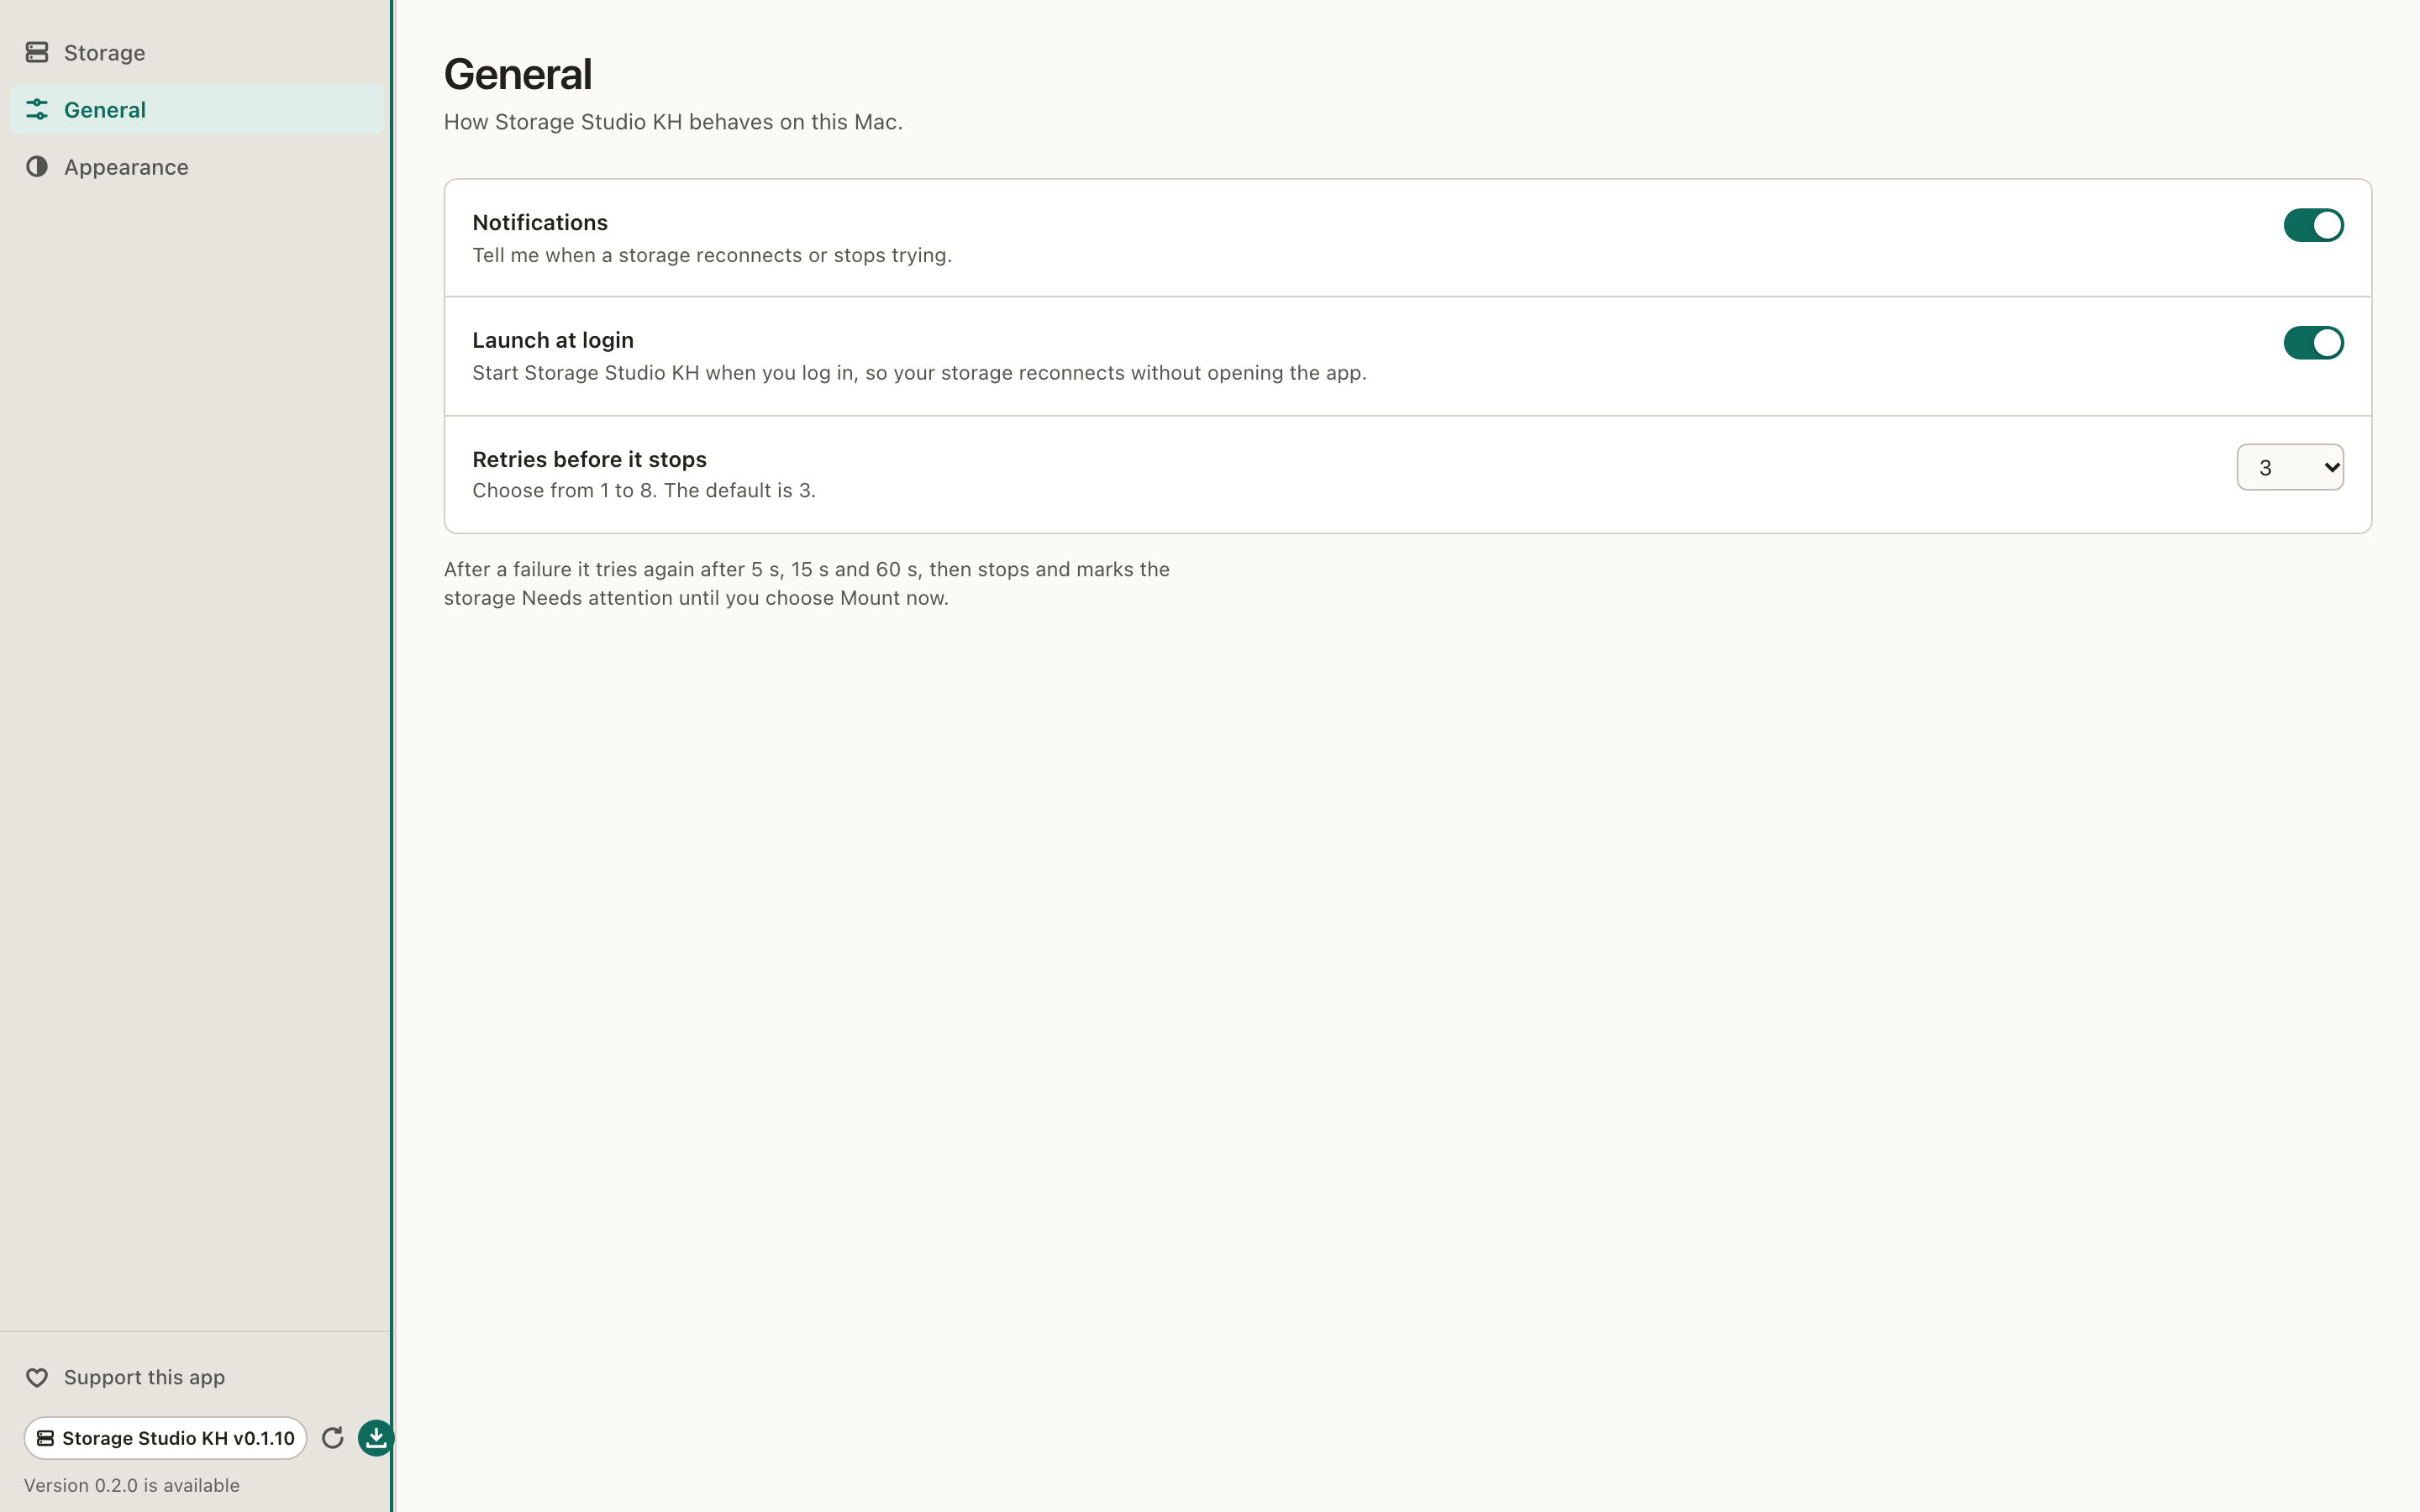 Storage
General
Appearance
General
How Storage Studio KH behaves on this Mac.
Notifications
Tell me when a storage reconnects or stops trying.
Launch at login
Start Storage Studio KH when you log in, so your storage reconnects without opening the app.
Retries before it stops
Choose from 1 to 8. The default is 3.
3
After a failure it tries again after 5 s, 15 s and 60 s, then stops and marks the
storage Needs attention until you choose Mount now.
Support this app
Storage Studio KH v0.1.10
Version 0.2.0 is available